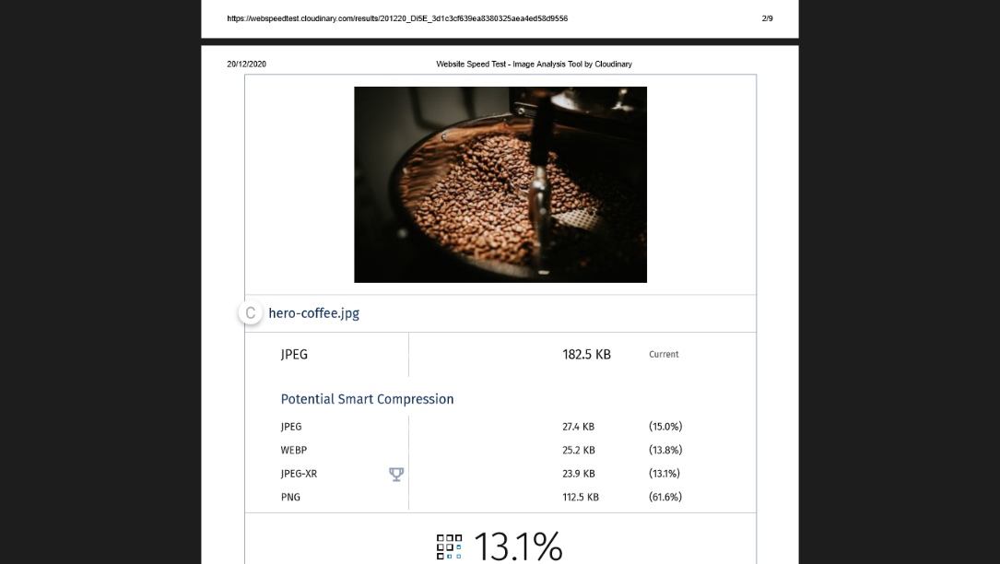 https://webspeedtest.cloudinary.com/results/201220_Di5E_3d1c3cf639ea8380325aea4ed58d9556 2/9
20/12/2020 Website Speed Test - Image Analysis Tool by Cloudinary
C hero-coffee.jpg
JPEG 182.5 KB Current
Potential Smart Compression
JPEG 27.4 KB (15.0%)
WEBP 25.2 KB (13.8%)
JPEG-XR 23.9 KB (13.1%)
PNG 112.5 KB (61.6%)
13.1%